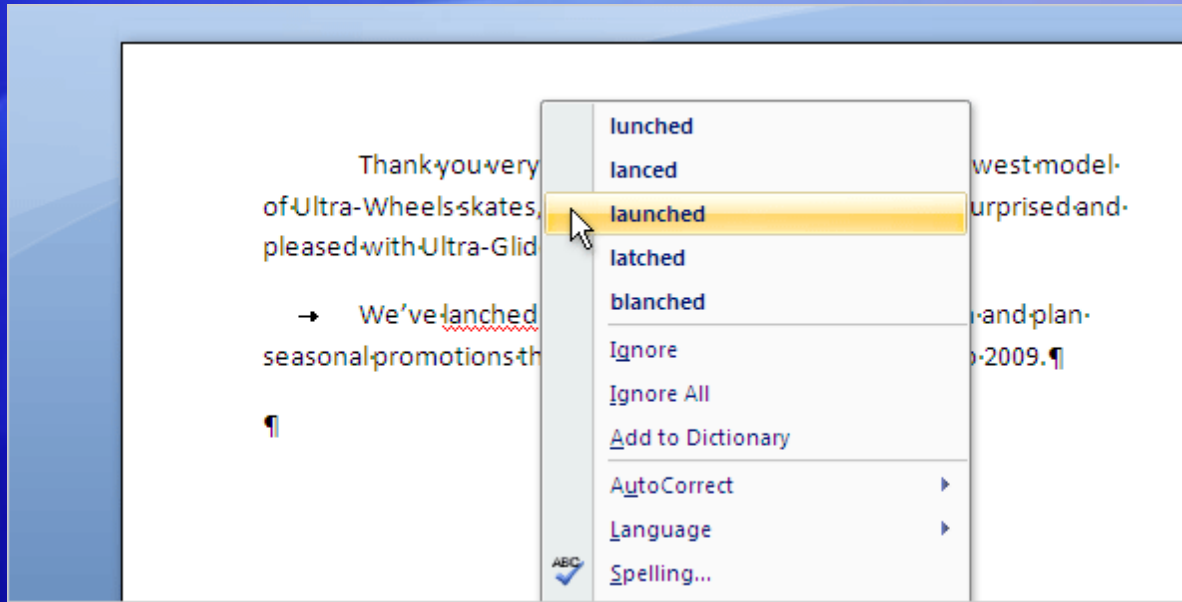 Thank you very
west model
of Ultra-Wheels skates,
urprised and
pleased with Ultra-Glid
We've lanched
and plan
seasonal promotions th
2009.¶
¶
lunched
lanced
launched
latched
blanched
Ignore
Ignore All
Add to Dictionary
AutoCorrect
Language
ABC
Spelling...